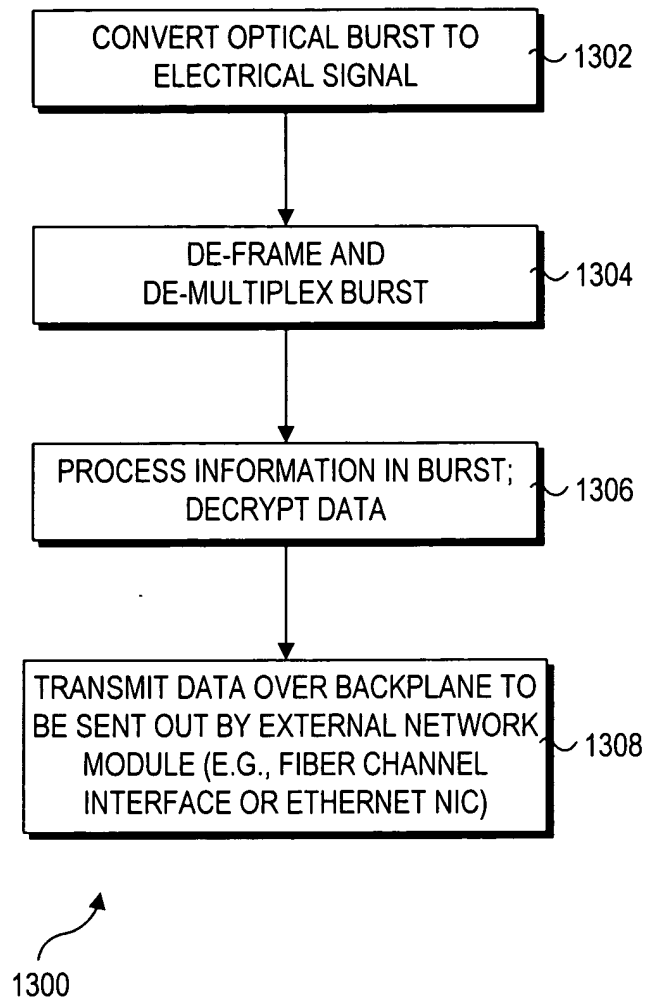 CONVERT OPTICAL BURST TO
ELECTRICAL SIGNAL
1302
DE-FRAME AND
DE-MULTIPLEX BURST
1304
PROCESS INFORMATION IN BURST;
DECRYPT DATA
1306
TRANSMIT DATA OVER BACKPLANE TO
BE SENT OUT BY EXTERNAL NETWORK
MODULE (E.G., FIBER CHANNEL
INTERFACE OR ETHERNET NIC)
1308
1300